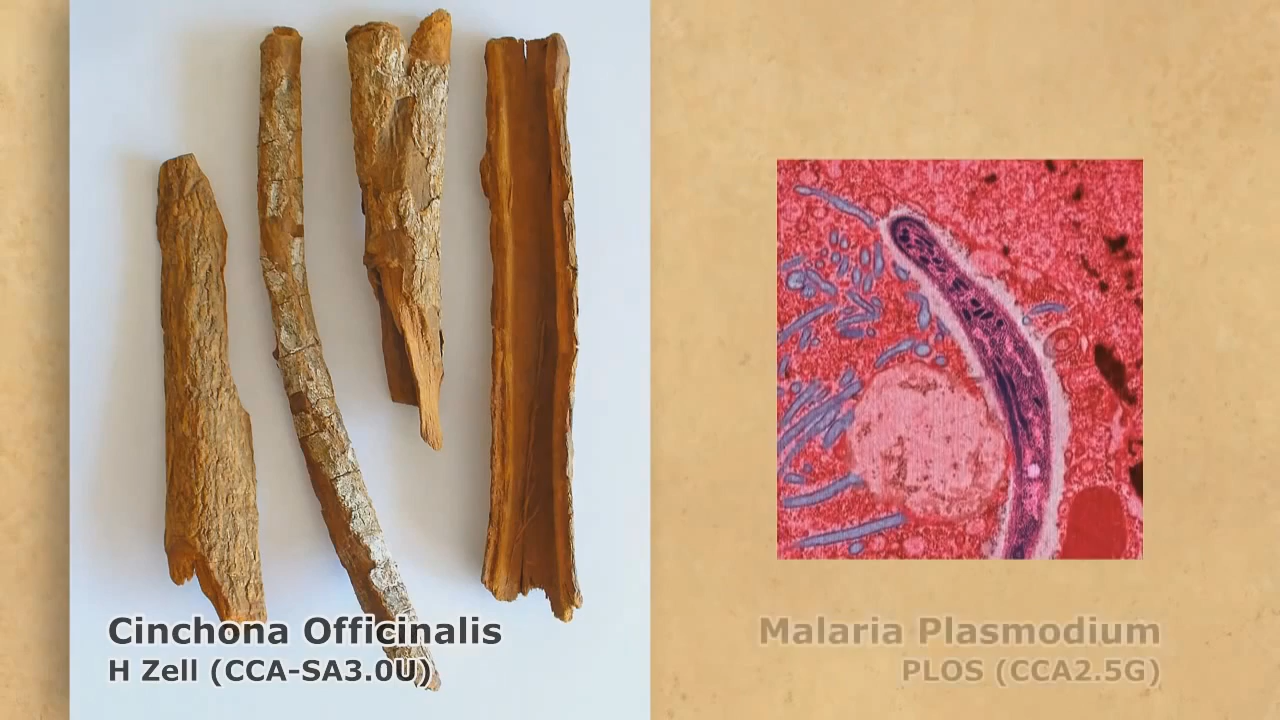 Cinchona Officinalis
H Zell (CCA-SA3.0U)
Malaria Plasmodium
PLOS (CCA2.5G)